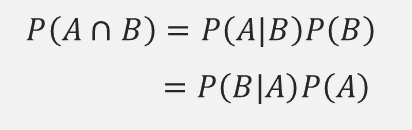 P(A ∩ B) = P(A|B)P(B)
= P(B|A)P(A)